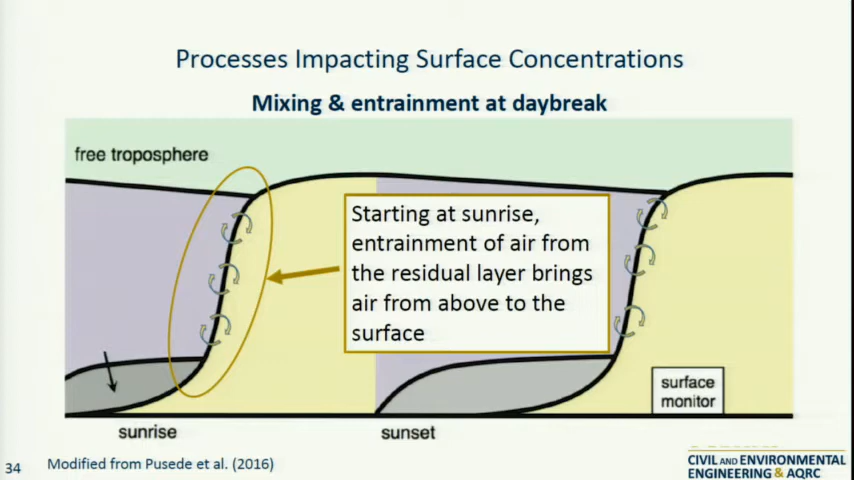 Processes Impacting Surface Concentrations
Mixing & entrainment at daybreak
free troposphere
Starting at sunrise,
entrainment of air from
the residual layer brings
air from above to the
surface
surface
monitor
sunrise
sunset
34
Modified from Pusede et al. (2016)
CIVIL AND ENVIRONMENTAL
ENGINEERING & AQRC